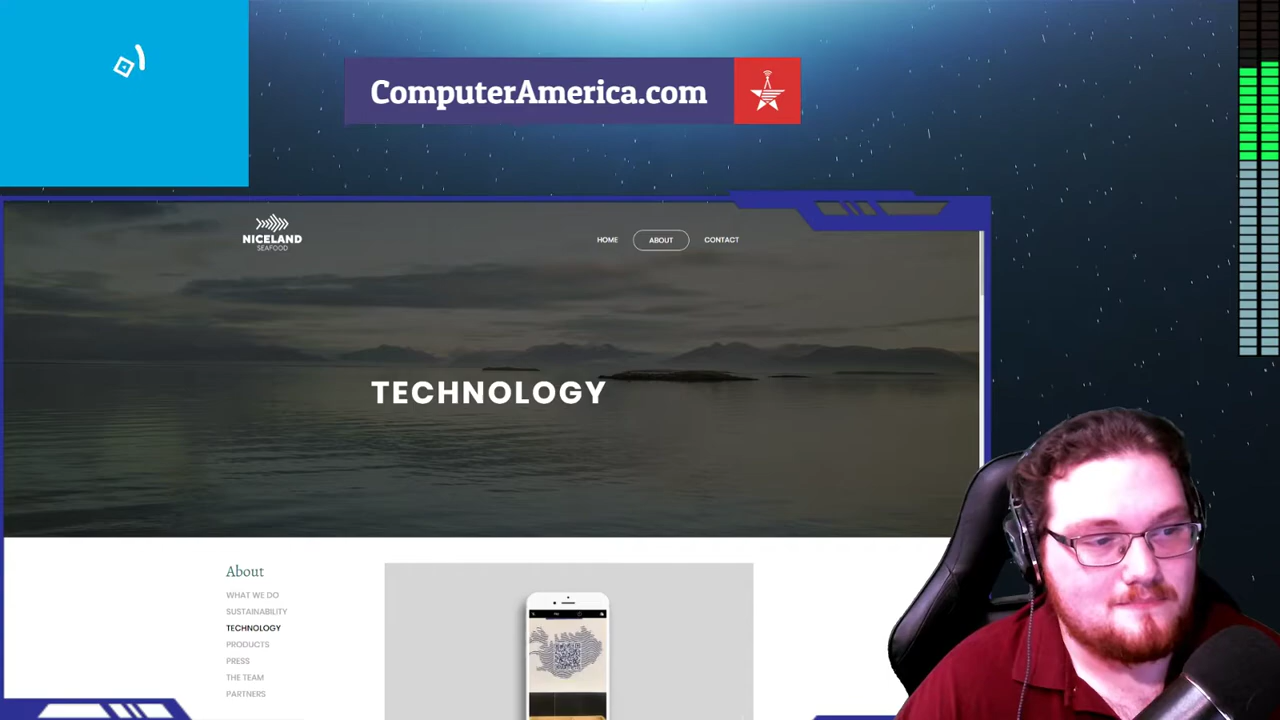 ComputerAmerica.com
NICELAND
SEAFOOD
HOME
ABOUT
CONTACT
TECHNOLOGY
About
WHAT WE DO
SUSTAINABILITY
TECHNOLOGY
PRODUCTS
PRESS
THE TEAM
PARTNERS